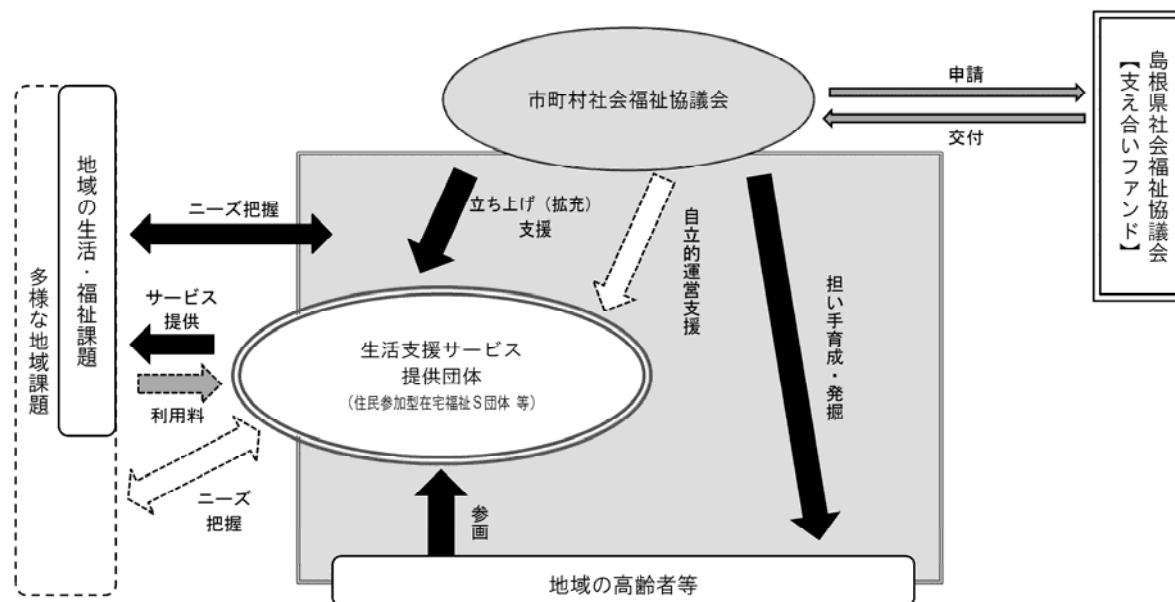 市町村社会福祉協議会
申請
交付
島根県社会福祉協議会
【支え合いファンド】
地域の生活・福祉課題
多様な地域課題
ニーズ把握
立ち上げ（拡充）
支援
自立的運営支援
担い手育成・発掘
サービス
提供
利用料
生活支援サービス
提供団体
（住民参加型在宅福祉S団体 等）
ニーズ
把握
参画
地域の高齢者等